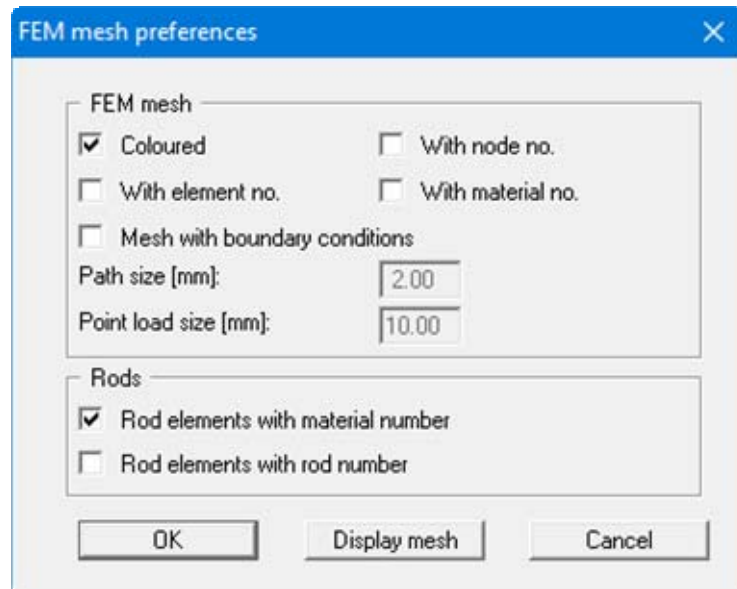 FEM mesh preferences
FEM mesh
Coloured
With node no.
With element no.
With material no.
Mesh with boundary conditions
Path size [mm]: 2.00
Point load size [mm]: 10.00
Rods
Rod elements with material number
Rod elements with rod number
OK Display mesh Cancel